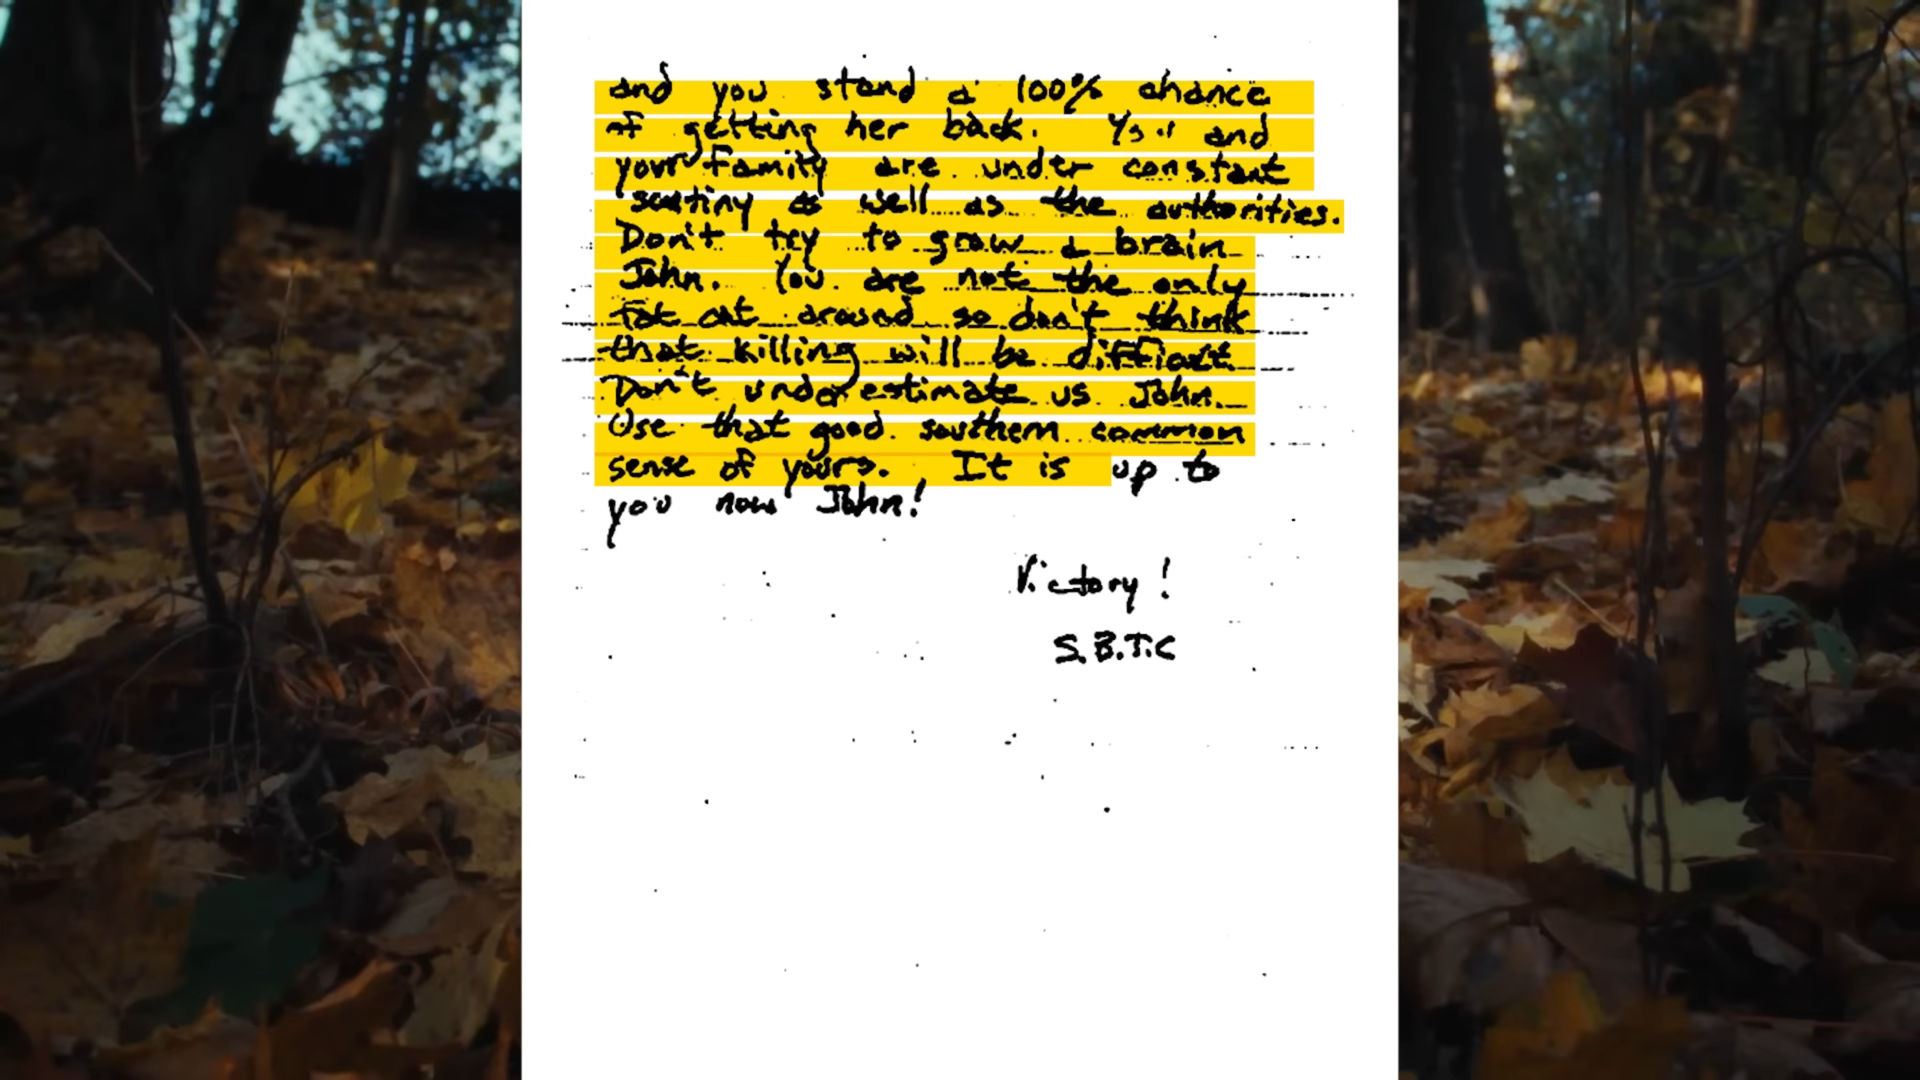 and you stand a 100% chance
of getting her back. You and
your family are under constant
scutiny as well as the authorities.
Don't try to grow a brain
John. You are not the only
fat cat around so don't think
that killing will be difficult
Don't underestimate us John.
Use that good southern common
sense of yours. It is up to
you now John!
Victory!
S.B.T.C